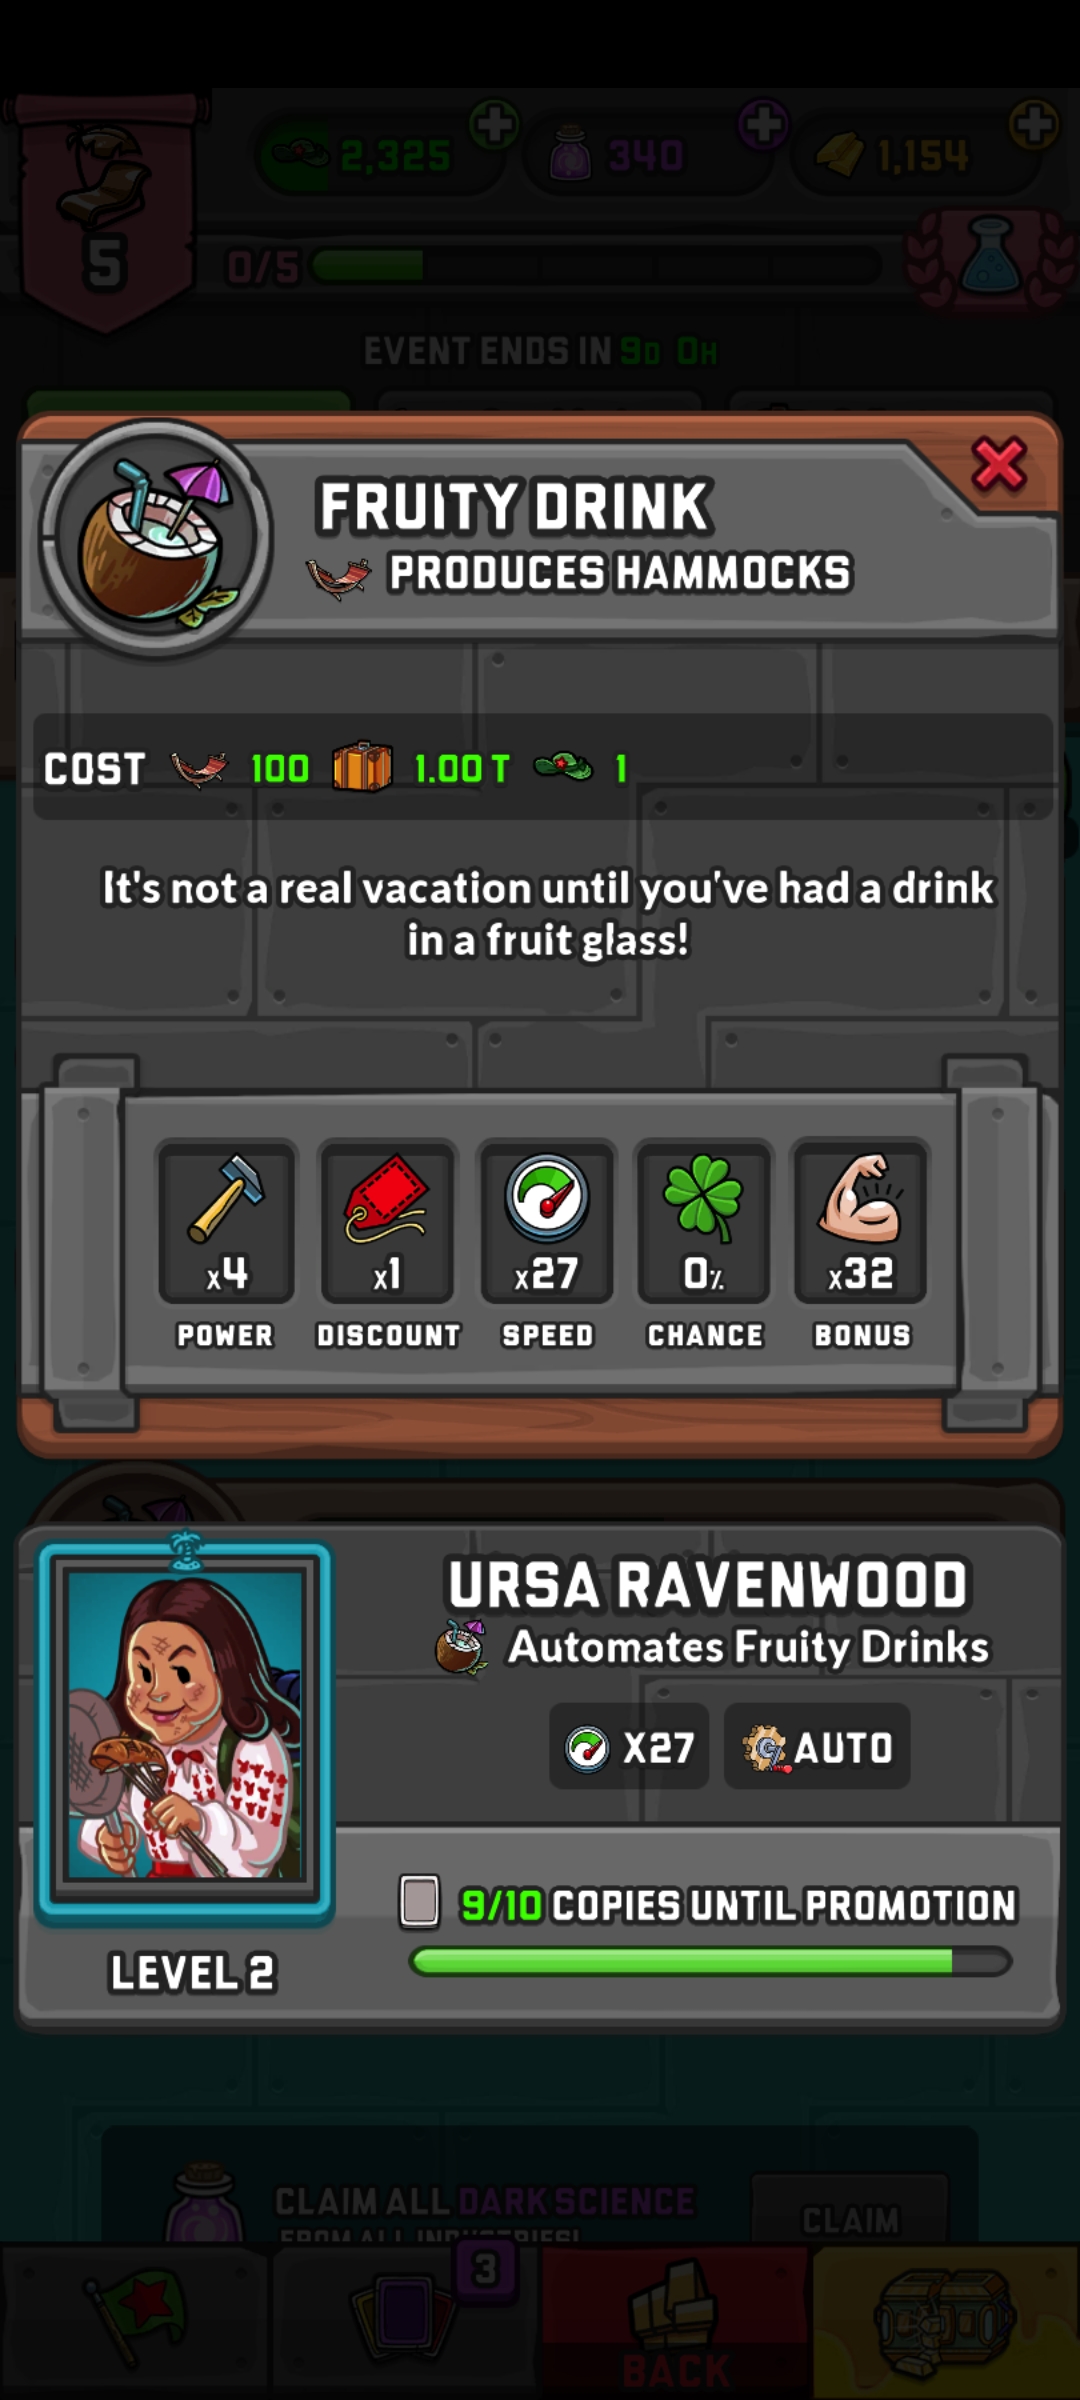 2,325
340
1,154
5
0/5
EVENT ENDS IN 9D 0H
FRUITY DRINK
PRODUCES HAMMOCKS
COST 100 1.00 T 1
It's not a real vacation until you've had a drink
in a fruit glass!
x4
x1
x27
0%
x32
POWER
DISCOUNT
SPEED
CHANCE
BONUS
URSA RAVENWOOD
Automates Fruity Drinks
X27
AUTO
9/10 COPIES UNTIL PROMOTION
LEVEL 2
CLAIM ALL DARK SCIENCE
FROM ALL INDUSTRIES!
CLAIM
3
BACK